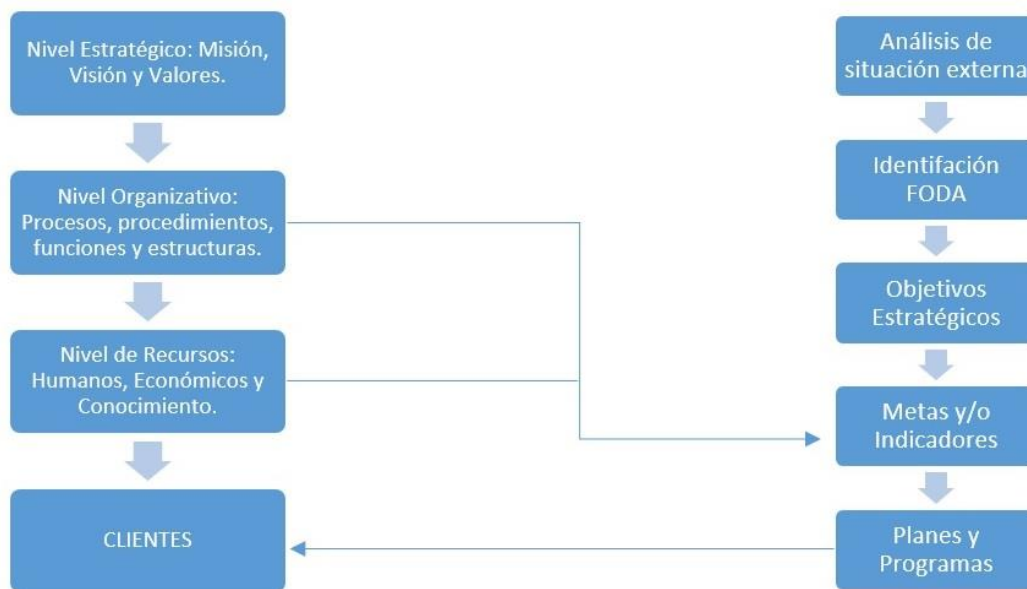 Nivel Estratégico: Misión,
Visión y Valores.
Nivel Organizativo:
Procesos, procedimientos,
funciones y estructuras.
Nivel de Recursos:
Humanos, Económicos y
Conocimiento.
CLIENTES
Análisis de
situación externa
Identifación
FODA
Objetivos
Estratégicos
Metas y/o
Indicadores
Planes y
Programas